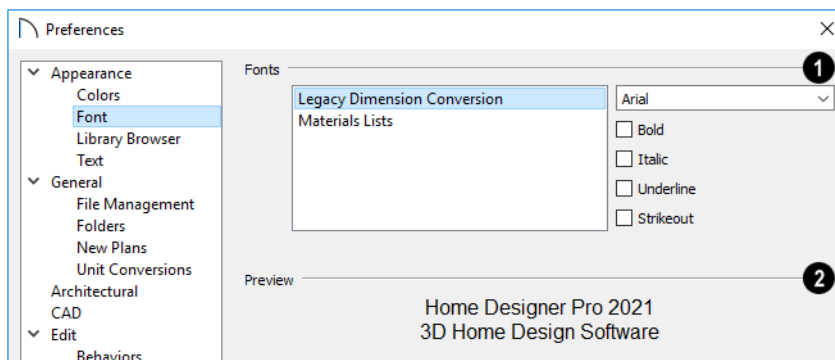 Preferences
Appearance
Colors
Font
Library Browser
Text
General
File Management
Folders
New Plans
Unit Conversions
Architectural
CAD
Edit
Behaviors
Fonts
1
Legacy Dimension Conversion
Materials Lists
Arial
Bold
Italic
Underline
Strikeout
Preview
2
Home Designer Pro 2021
3D Home Design Software